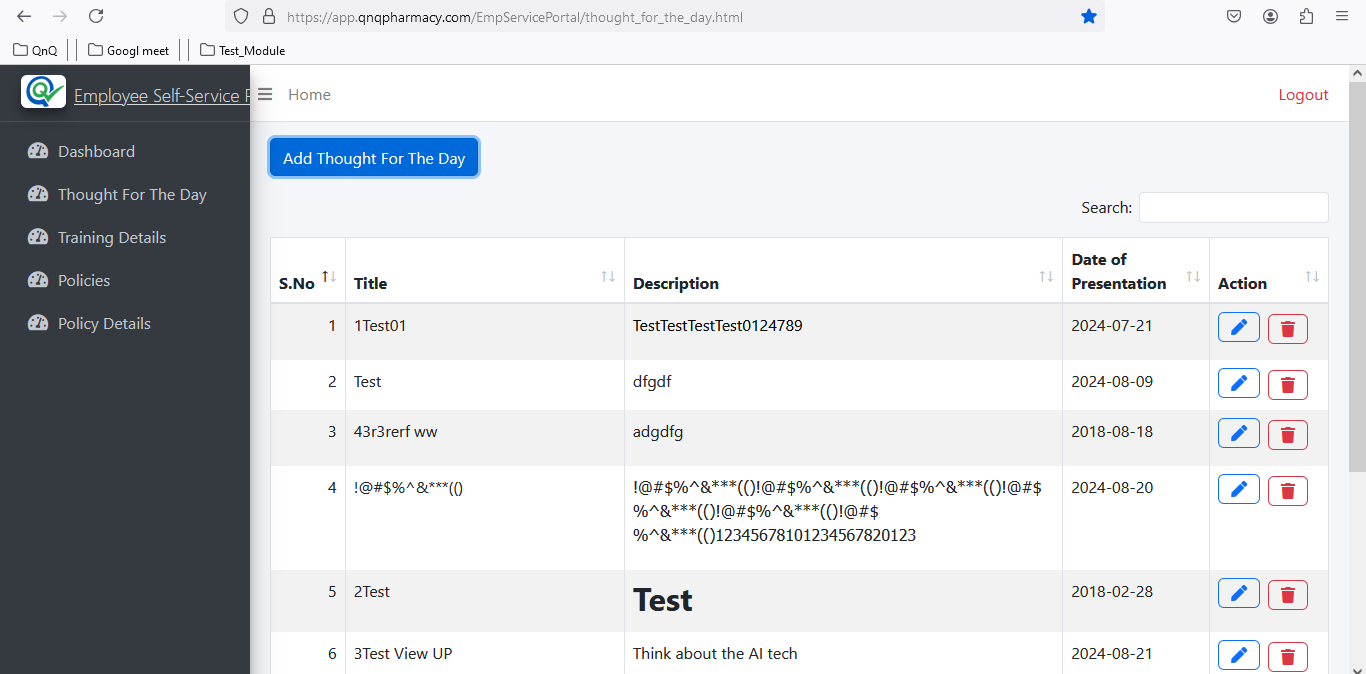 https://app.qnqpharmacy.com/EmpServicePortal/thought_for_the_day.html
QnQ
Googl meet
Test_Module
Employee Self-Service P
Home
Logout
Dashboard
Thought For The Day
Training Details
Policies
Policy Details
Add Thought For The Day
Search:
S.No Title Description Date of Presentation Action
1 1Test01 TestTestTestTest0124789 2024-07-21
2 Test dfgdf 2024-08-09
3 43r3rerf ww adgdfg 2018-08-18
4 !@#$%^&***(() !@#$%^&***(()!@#$%^&***(()!@#$%^&***(()!@#$ 2024-08-20
%^&***(()!@#$%^&***(()!@#$
%^&***(()12345678101234567820123
5 2Test Test 2018-02-28
6 3Test View UP Think about the AI tech 2024-08-21